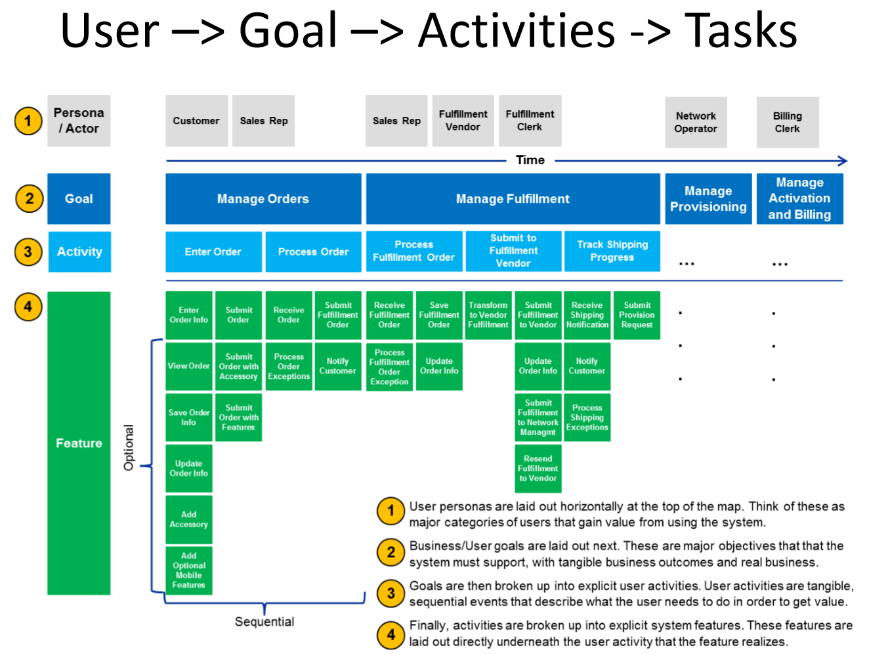 User –> Goal –> Activities -> Tasks
1
Persona
/ Actor
Customer
Sales Rep
Sales Rep
Fulfillment
Vendor
Fulfillment
Clerk
Network
Operator
Billing
Clerk
Time
2
Goal
Manage Orders
Manage Fulfillment
Manage
Provisioning
Manage
Activation
and Billing
3
Activity
Enter Order
Process Order
Process
Fulfillment Order
Submit to
Fulfillment
Vendor
Track Shipping
Progress
...
...
4
Feature
Optional
Enter
Order Info
Submit
Order
Receive
Order
Submit
Fulfillment
Order
Receive
Fulfillment
Order
Save
Fulfillment
Order
Transform
to Vendor
Fulfillment
Submit
Fulfillment
to Vendor
Receive
Shipping
Notification
Submit
Provision
Request
.
.
View Order
Submit
Order with
Accessory
Process
Order
Exceptions
Notify
Customer
Process
Fulfillment
Order
Exception
Update
Order Info
Update
Order Info
Notify
Customer
.
.
Save Order
Info
Submit
Order with
Features
Submit
Fulfillment
to Network
Managmt
Process
Shipping
Exceptions
.
.
Update
Order Info
Resend
Fulfillment
to Vendor
Add
Accessory
Add
Optional
Mobile
Features
Sequential
1
User personas are laid out horizontally at the top of the map. Think of these as
major categories of users that gain value from using the system.
2
Business/User goals are laid out next. These are major objectives that that the
system must support, with tangible business outcomes and real business.
3
Goals are then broken up into explicit user activities. User activities are tangible,
sequential events that describe what the user needs to do in order to get value.
4
Finally, activities are broken up into explicit system features. These features are
laid out directly underneath the user activity that the feature realizes.